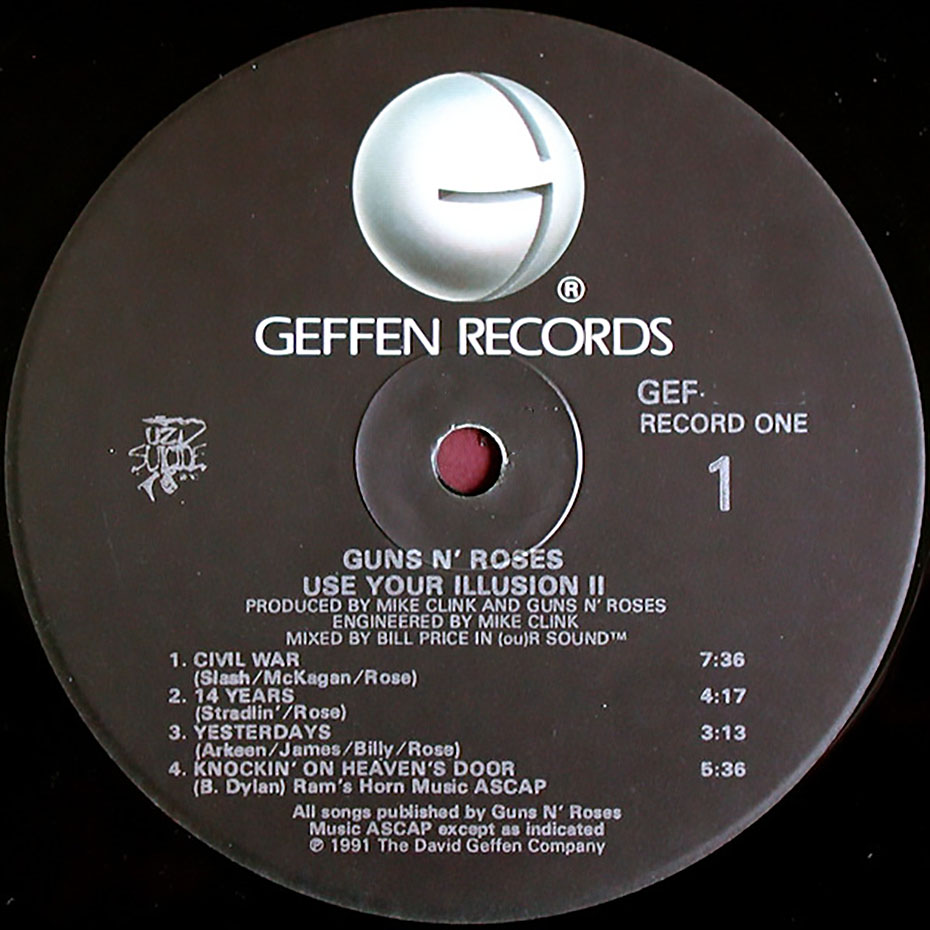 ®
GEFFEN RECORDS
GEF·
RECORD ONE
1
UZI
SUICIDE
GUNS N' ROSES
USE YOUR ILLUSION II
PRODUCED BY MIKE CLINK AND GUNS N' ROSES
ENGINEERED BY MIKE CLINK
MIXED BY BILL PRICE IN (ou)R SOUND™
1. CIVIL WAR 7:36
(Slash/McKagan/Rose)
2. 14 YEARS 4:17
(Stradlin'/Rose)
3. YESTERDAYS 3:13
(Arkeen/James/Billy/Rose)
4. KNOCKIN' ON HEAVEN'S DOOR 5:36
(B. Dylan) Ram's Horn Music ASCAP
All songs published by Guns N' Roses
Music ASCAP except as indicated
℗ 1991 The David Geffen Company